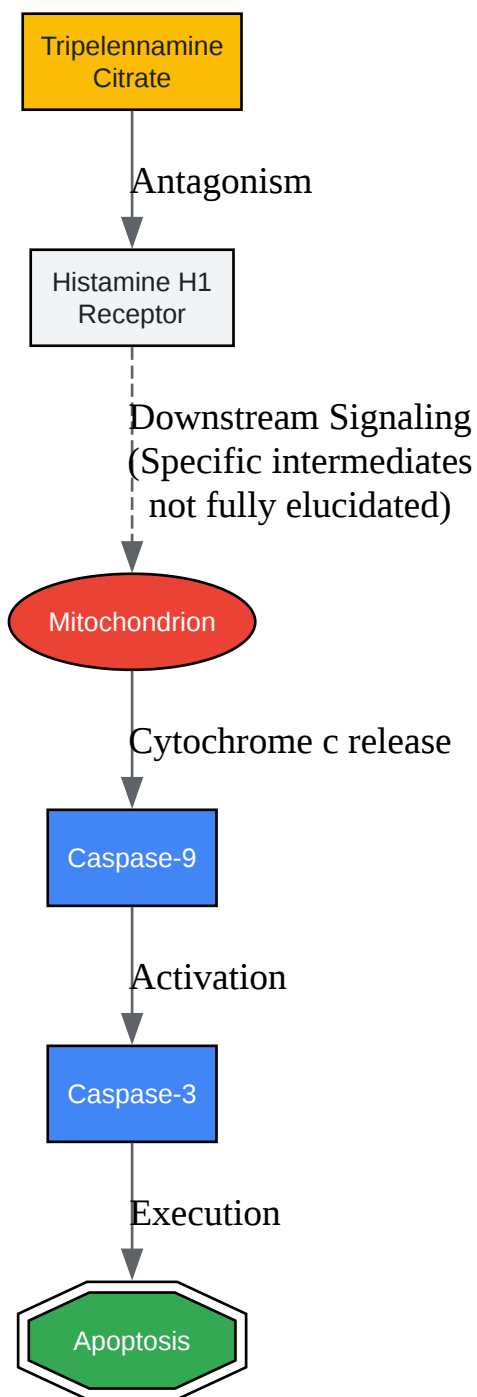 Tripelennamine
Citrate
Antagonism
Histamine H1
Receptor
Downstream Signaling
(Specific intermediates
not fully elucidated)
Mitochondrion
Cytochrome c release
Caspase-9
Activation
Caspase-3
Execution
Apoptosis